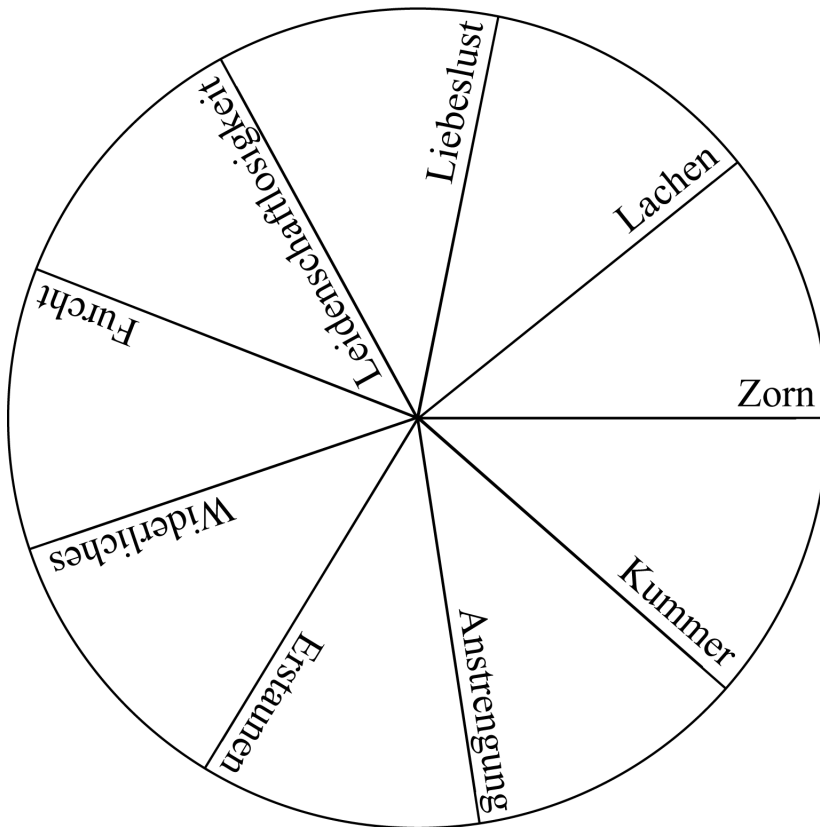 Liebeslust
Lachen
Zorn
Kummer
Anstrengung
Erstaunen
Widerliches
Furcht
Leidenschaftlosigkeit